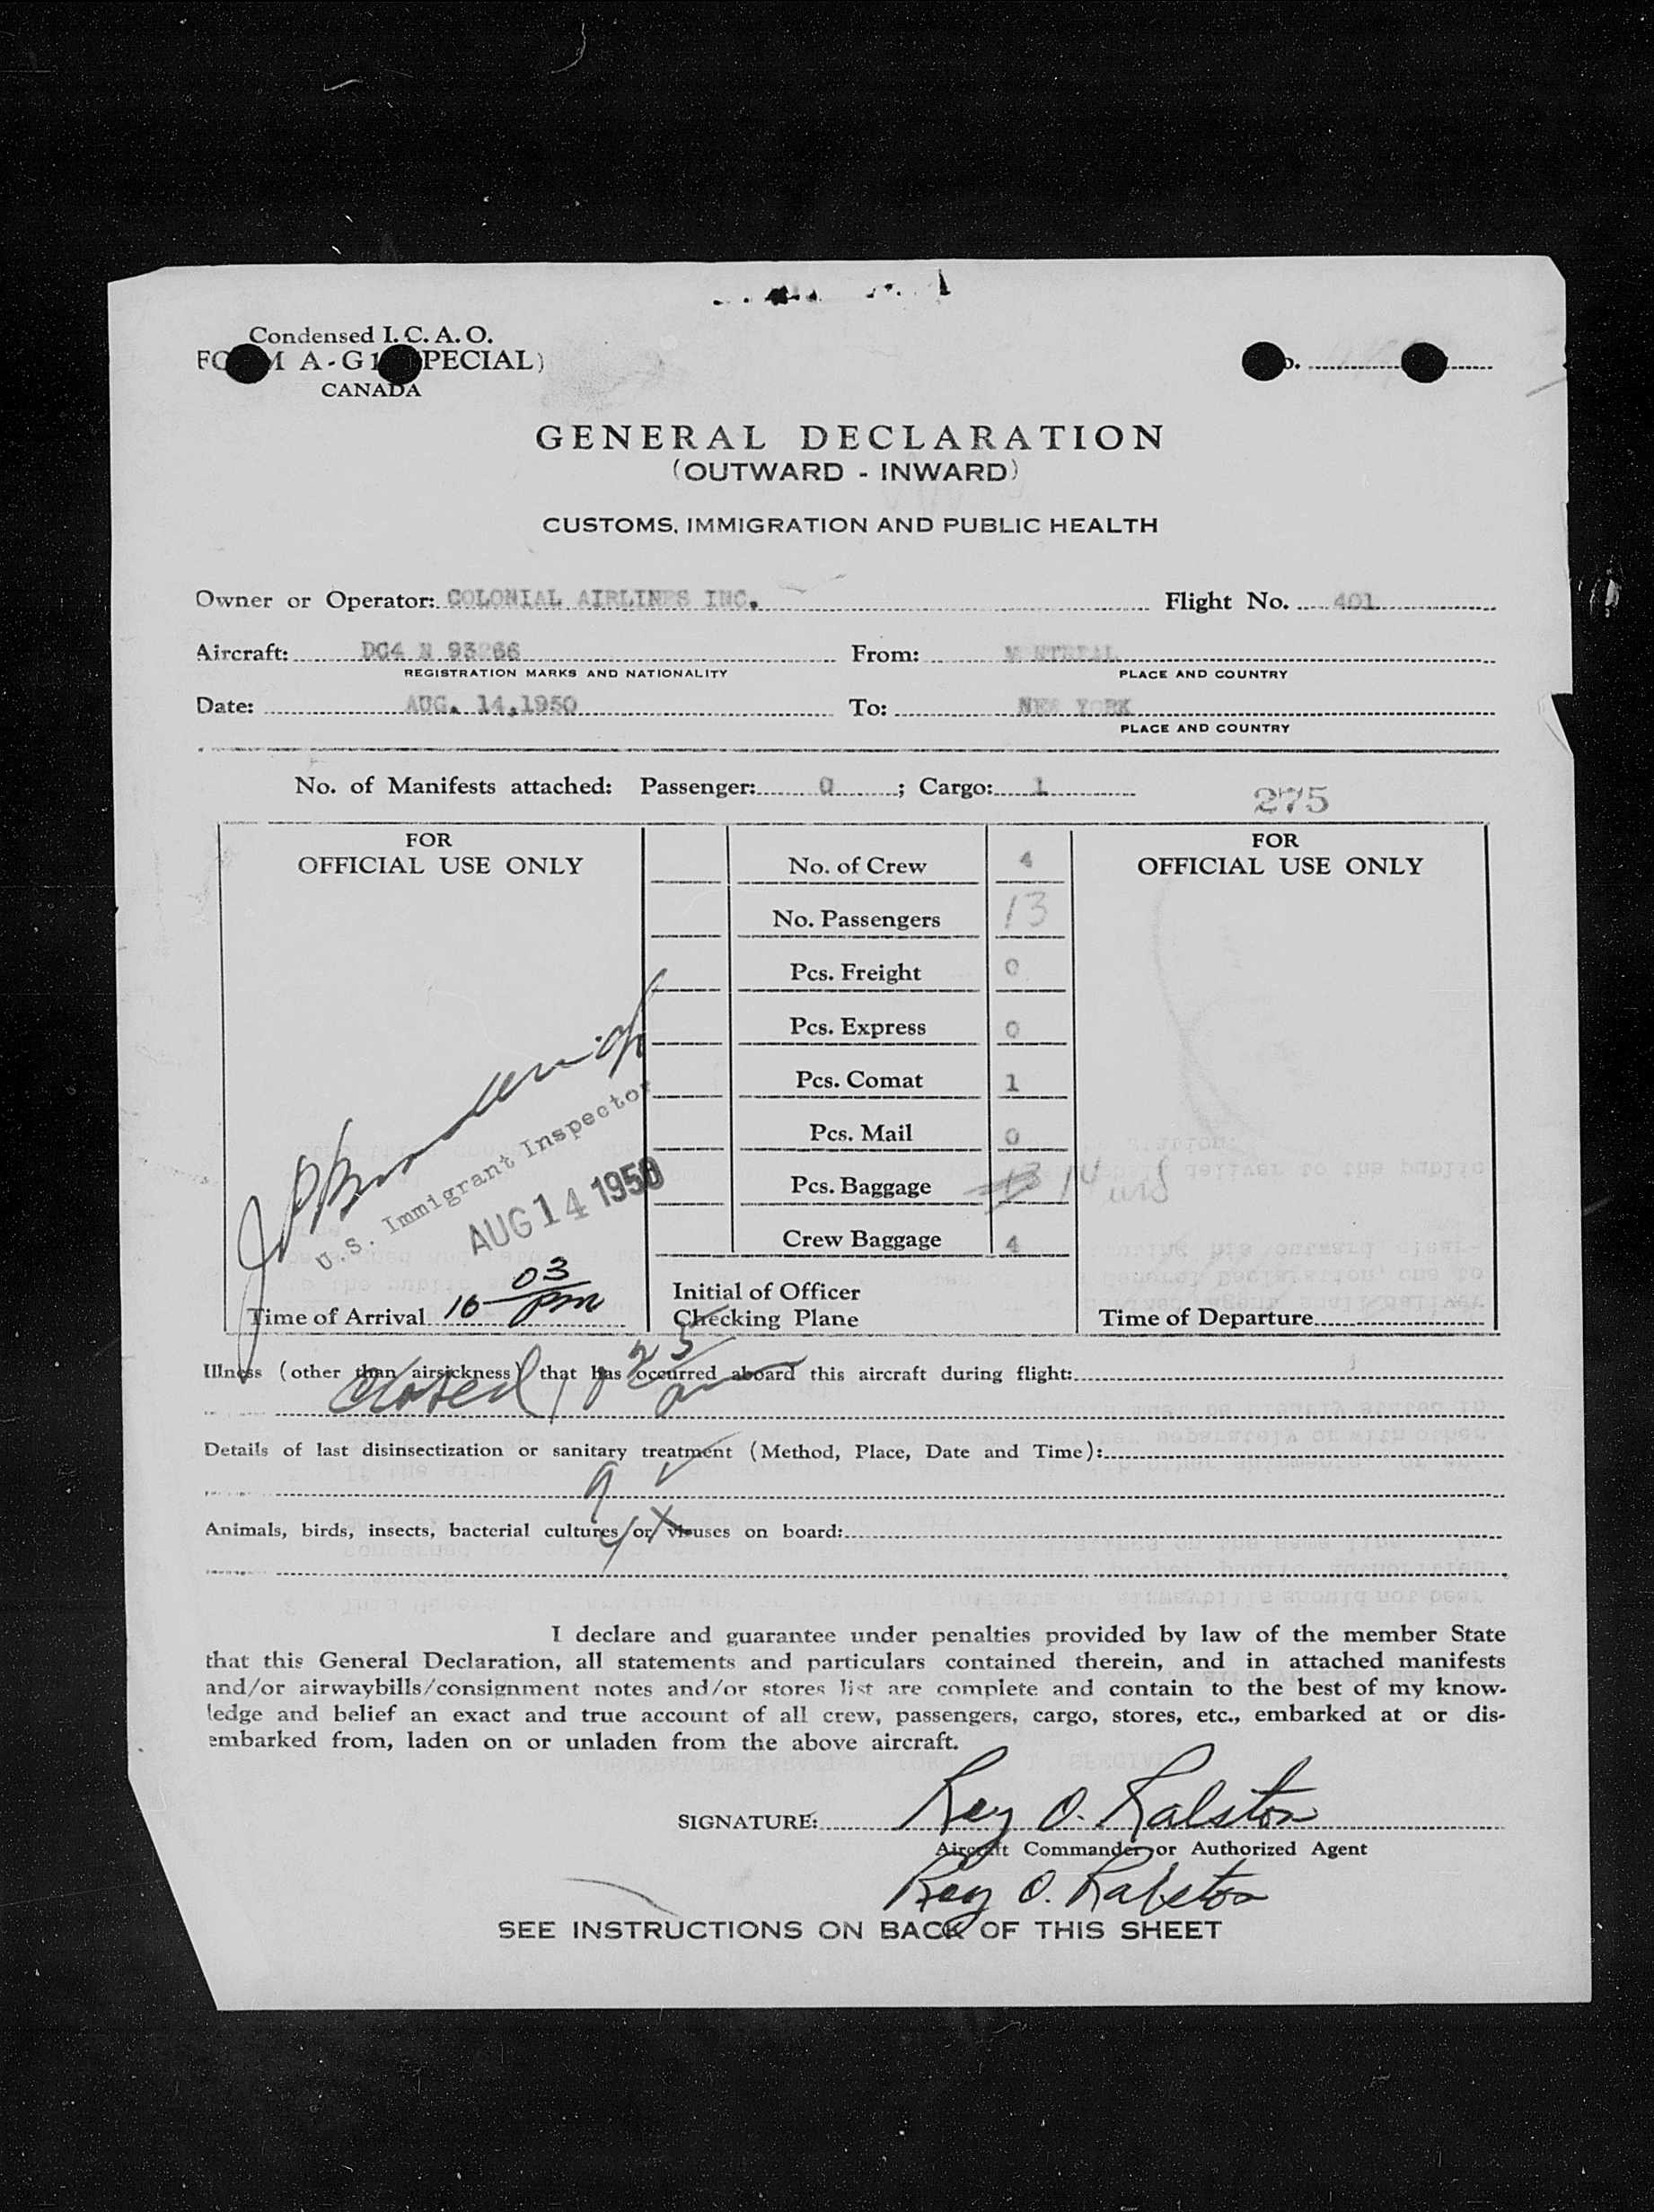 Condensed I. C. A. O.
A-G1
CANADA
GENERAL DECLARATION
(OUTWARD - INWARD)
CUSTOMS, IMMIGRATION AND PUBLIC HEALTH
Owner or Operator: COLONIAL AIRLINES INC. Flight No. 401
Aircraft: DC4 N From: MONTREAL
REGISTRATION MARKS AND NATIONALITY PLACE AND COUNTRY
Date: AUG. 14,1950 To: NEW YORK
PLACE AND COUNTRY
No. of Manifests attached: Passenger: 0 ; Cargo: 1
275
FOR
OFFICIAL USE ONLY
No. of Crew 4
No. Passengers 13
Pcs. Freight 0
Pcs. Express 0
Pcs. Comat 1
Pcs. Mail 0
Pcs. Baggage 13 14
Crew Baggage 4
FOR
OFFICIAL USE ONLY
U.S. Immigrant Inspector
AUG 14 1950
Time of Arrival 10 03 pm
Initial of Officer
Checking Plane
Time of Departure
Illness (other than airsickness) that has occurred aboard this aircraft during flight:
closed
Details of last disinsectization or sanitary treatment (Method, Place, Date and Time):
Animals, birds, insects, bacterial cultures or viruses on board:
I declare and guarantee under penalties provided by law of the member State
that this General Declaration, all statements and particulars contained therein, and in attached manifests
and/or airwaybills/consignment notes and/or stores list are complete and contain to the best of my know-
ledge and belief an exact and true account of all crew, passengers, cargo, stores, etc., embarked at or dis-
embarked from, laden on or unladen from the above aircraft.
SIGNATURE: Rey O. Ralston
Aircraft Commander or Authorized Agent
Rey O. Ralston
SEE INSTRUCTIONS ON BACK OF THIS SHEET